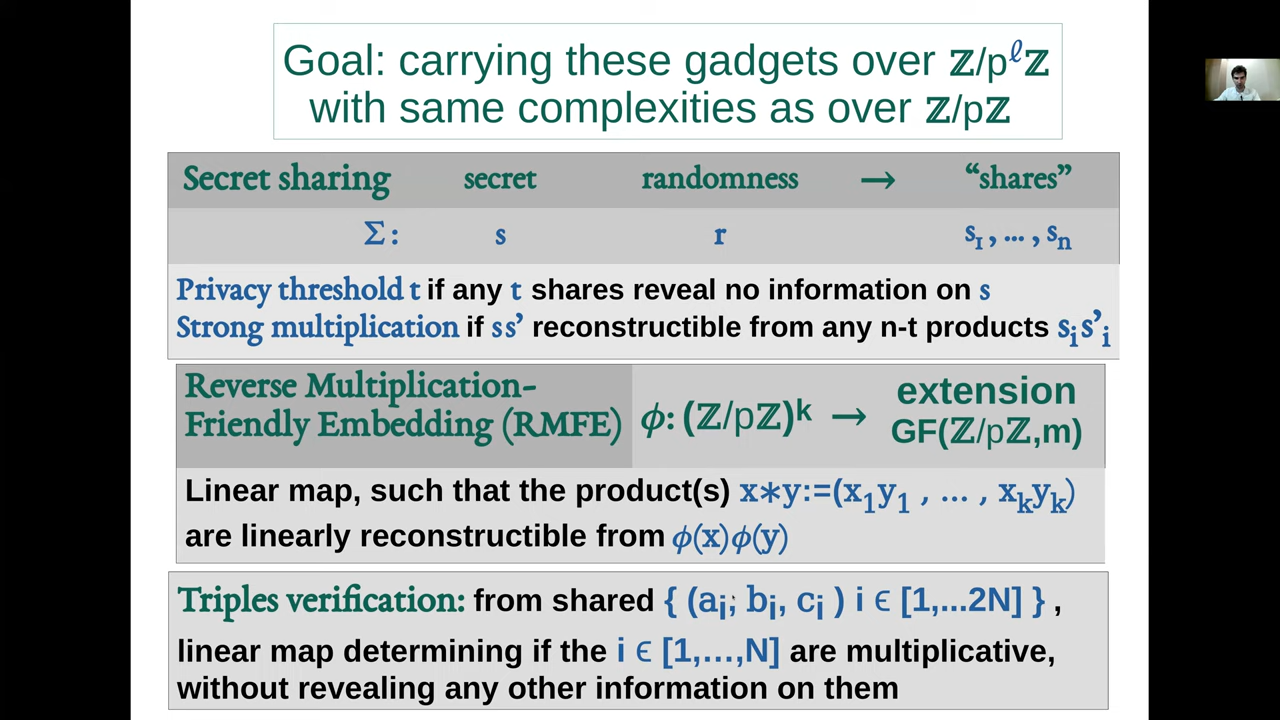 Goal: carrying these gadgets over ℤ/pℓℤ
with same complexities as over ℤ/pℤ
Secret sharing secret randomness → “shares”
Σ : s r s₁ , ... , sₙ
Privacy threshold t if any t shares reveal no information on s
Strong multiplication if ss’ reconstructible from any n-t products sᵢs’ᵢ
Reverse Multiplication-
Friendly Embedding (RMFE)
ϕ: (ℤ/pℤ)ᵏ →
extension
GF(ℤ/pℤ,m)
Linear map, such that the product(s) x∗y:=(x₁y₁ , ... , xₖyₖ)
are linearly reconstructible from ϕ(x)ϕ(y)
Triples verification: from shared { (aᵢ, bᵢ, cᵢ ) i ϵ [1,...2N] } ,
linear map determining if the i ϵ [1,...,N] are multiplicative,
without revealing any other information on them